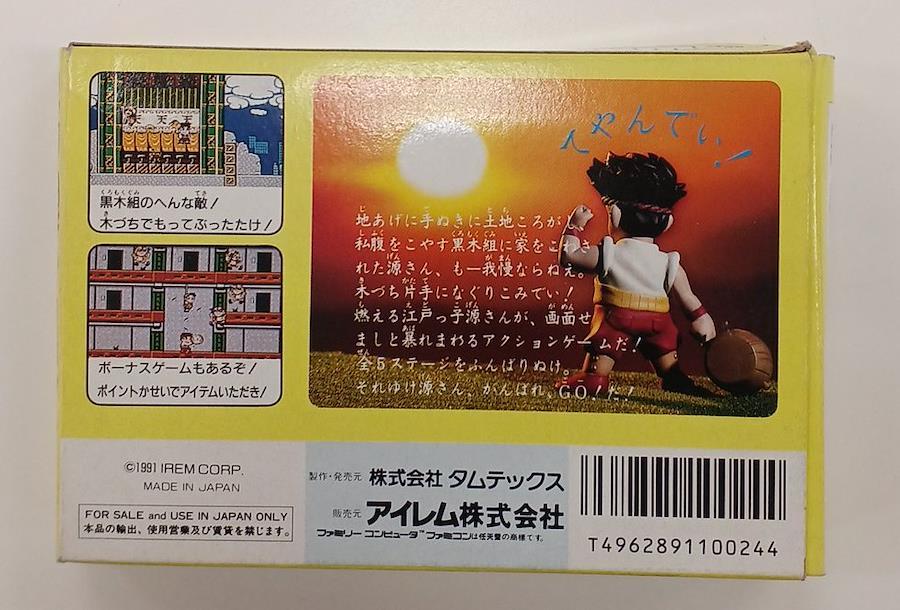 べやんでぃ!
黒木組のへんな敵!
木づちでもってぶったたけ!
ボーナスゲームもあるぞ!
ポイントかせいでアイテムいただき!
地あげに手ぬきに土地ころがし
私腹をこやす黒木組に家をこわさ
れた源さん、も一我慢ならねえ。
木づち片手になぐりこみでい!
燃える江戸っ子源さんが、画面せ
ましと暴れまわるアクションゲームだ!
全5ステージをふんばりぬけ。
それゆけ源さん、がんばれ、GO!だ!
©1991 IREM CORP.
MADE IN JAPAN
FOR SALE and USE IN JAPAN ONLY
本品の輸出、使用営業及び賃貸を禁じます。
製作・発売元 株式会社 タムテックス
販売元 アイレム株式会社
ファミリーコンピュータ™ファミコンは任天堂の商標です。
T4962891100244